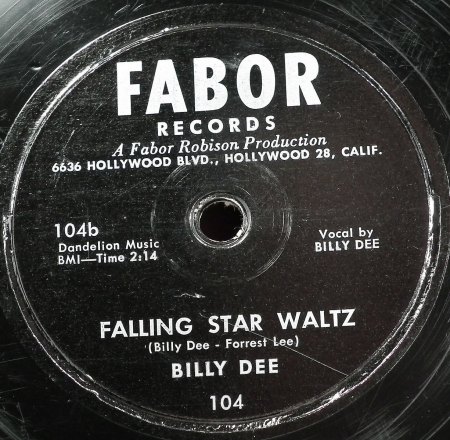 FABOR
RECORDS
A Fabor Robison Production
6636 HOLLYWOOD BLVD., HOLLYWOOD 28, CALIF.
104b
Dandelion Music
BMI—Time 2:14
Vocal by
BILLY DEE
FALLING STAR WALTZ
(Billy Dee - Forrest Lee)
BILLY DEE
104